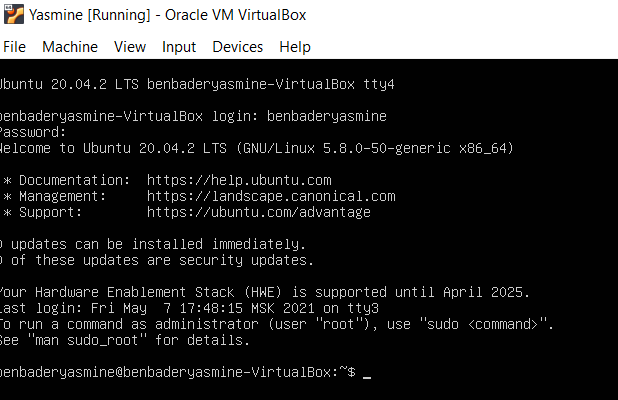 Yasmine [Running] - Oracle VM VirtualBox
File Machine View Input Devices Help
Ubuntu 20.04.2 LTS benbaderyasmine-VirtualBox tty4
benbaderyasmine-VirtualBox login: benbaderyasmine
Password:
Welcome to Ubuntu 20.04.2 LTS (GNU/Linux 5.8.0-50-generic x86_64)
* Documentation: https://help.ubuntu.com
* Management: https://landscape.canonical.com
* Support: https://ubuntu.com/advantage
0 updates can be installed immediately.
0 of these updates are security updates.
Your Hardware Enablement Stack (HWE) is supported until April 2025.
Last login: Fri May 7 17:48:15 MSK 2021 on tty3
To run a command as administrator (user "root"), use "sudo <command>".
See "man sudo_root" for details.
benbaderyasmine@benbaderyasmine-VirtualBox:~$ _